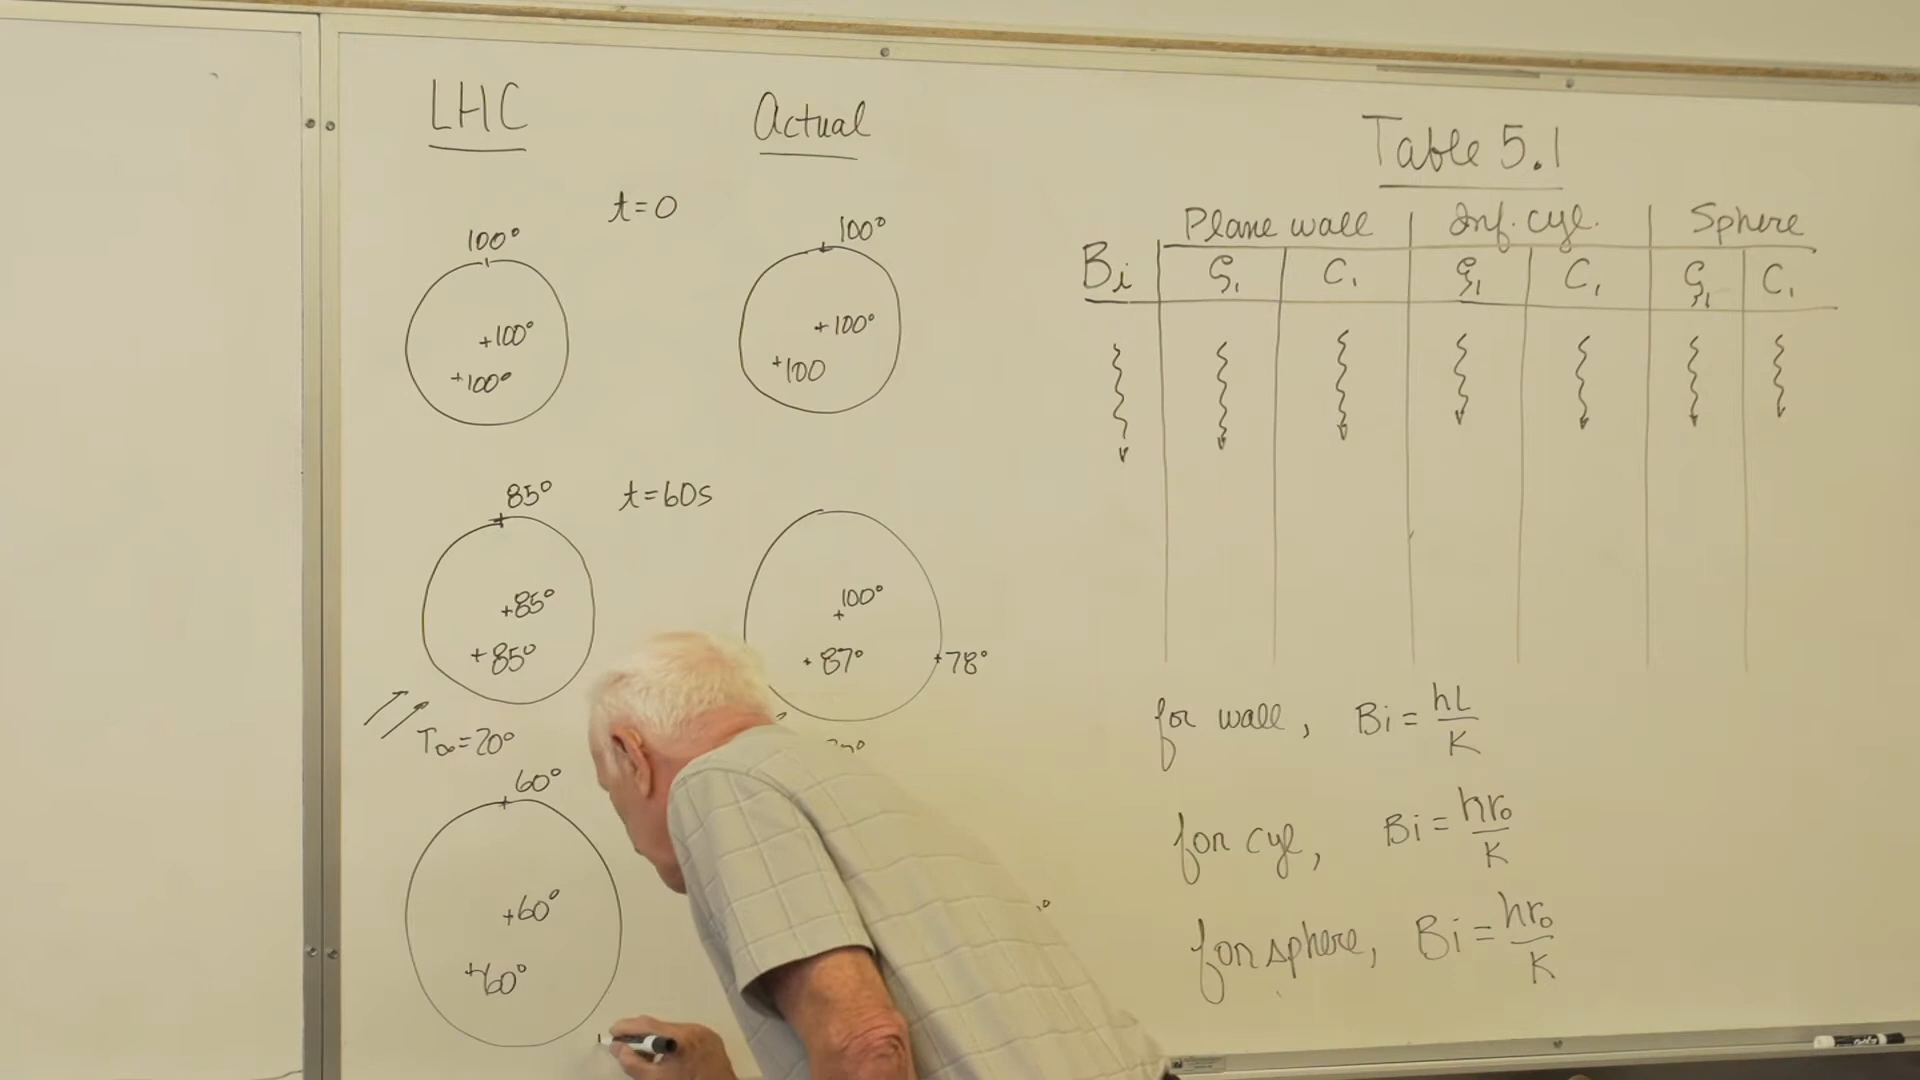 LHC
Actual
t=0
100°
100°
+100°
+100°
+100°
+100
85°
t=60s
+85°
+85°
100°
+
+87°
+78°
T∞=20°
60°
+60°
+60°
Table 5.1
Plane wall | Inf. cyl. | Sphere
Bi | ζ₁ | C₁ | ζ₁ | C₁ | ζ₁ | C₁
for wall, Bi = hL/K
for cyl, Bi = hr₀/K
for sphere, Bi = hr₀/K